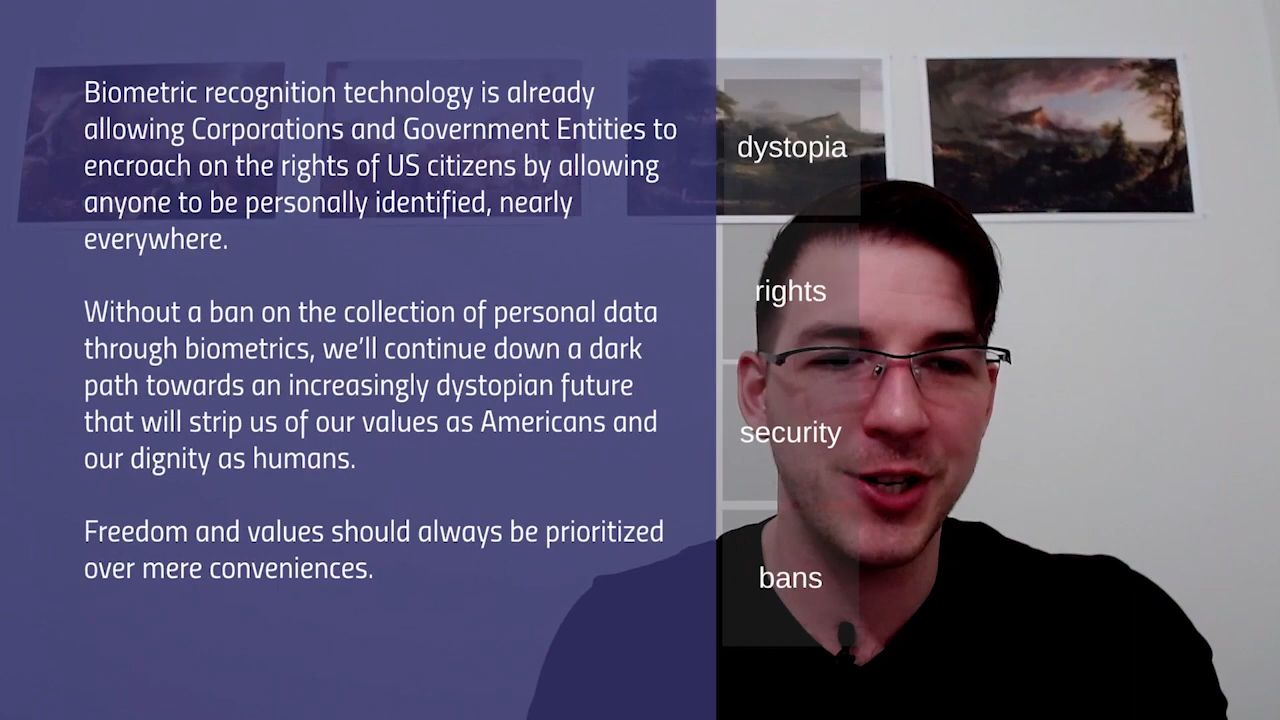 Biometric recognition technology is already
allowing Corporations and Government Entities to
encroach on the rights of US citizens by allowing
anyone to be personally identified, nearly
everywhere.
Without a ban on the collection of personal data
through biometrics, we’ll continue down a dark
path towards an increasingly dystopian future
that will strip us of our values as Americans and
our dignity as humans.
Freedom and values should always be prioritized
over mere conveniences.
dystopia
rights
security
bans